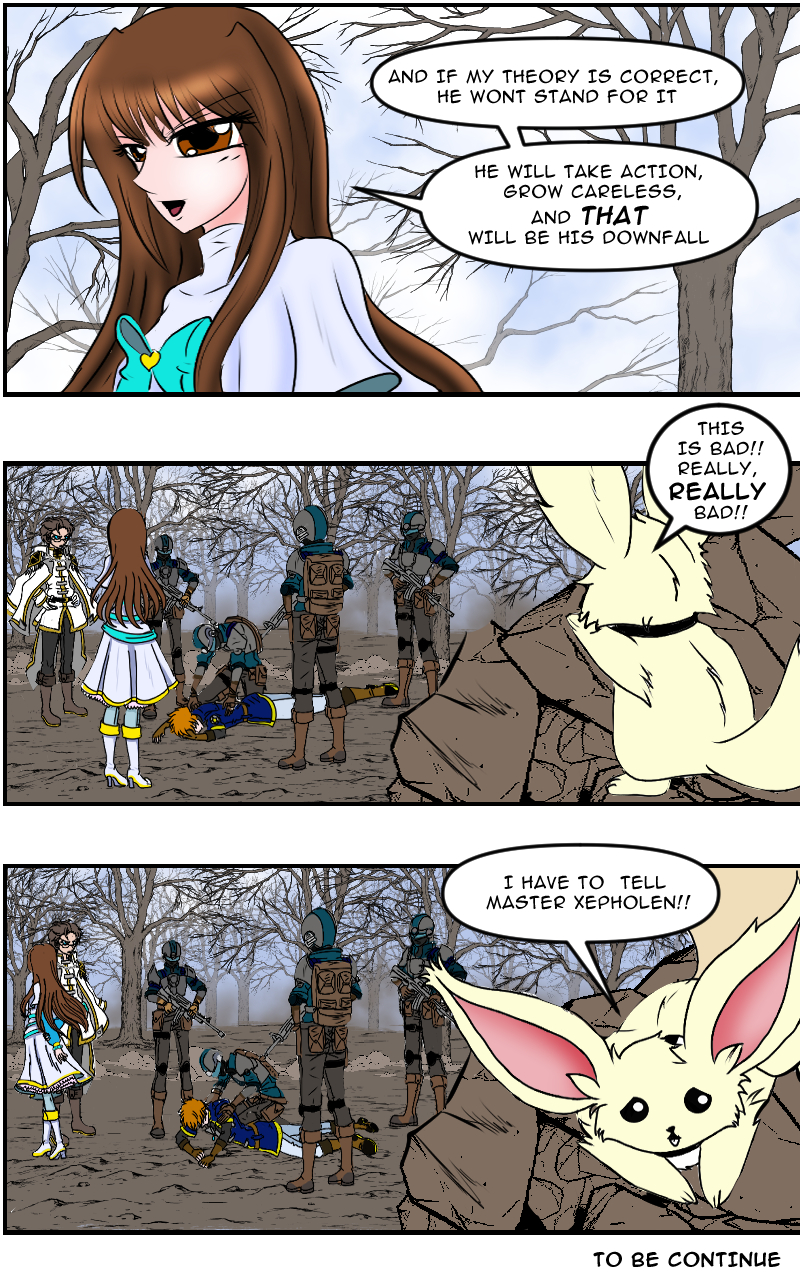 AND IF MY THEORY IS CORRECT,
HE WONT STAND FOR IT
HE WILL TAKE ACTION,
GROW CARELESS,
AND THAT
WILL BE HIS DOWNFALL
THIS
IS BAD!!
REALLY,
REALLY
BAD!!
I HAVE TO TELL
MASTER XEPHOLEN!!
TO BE CONTINUE